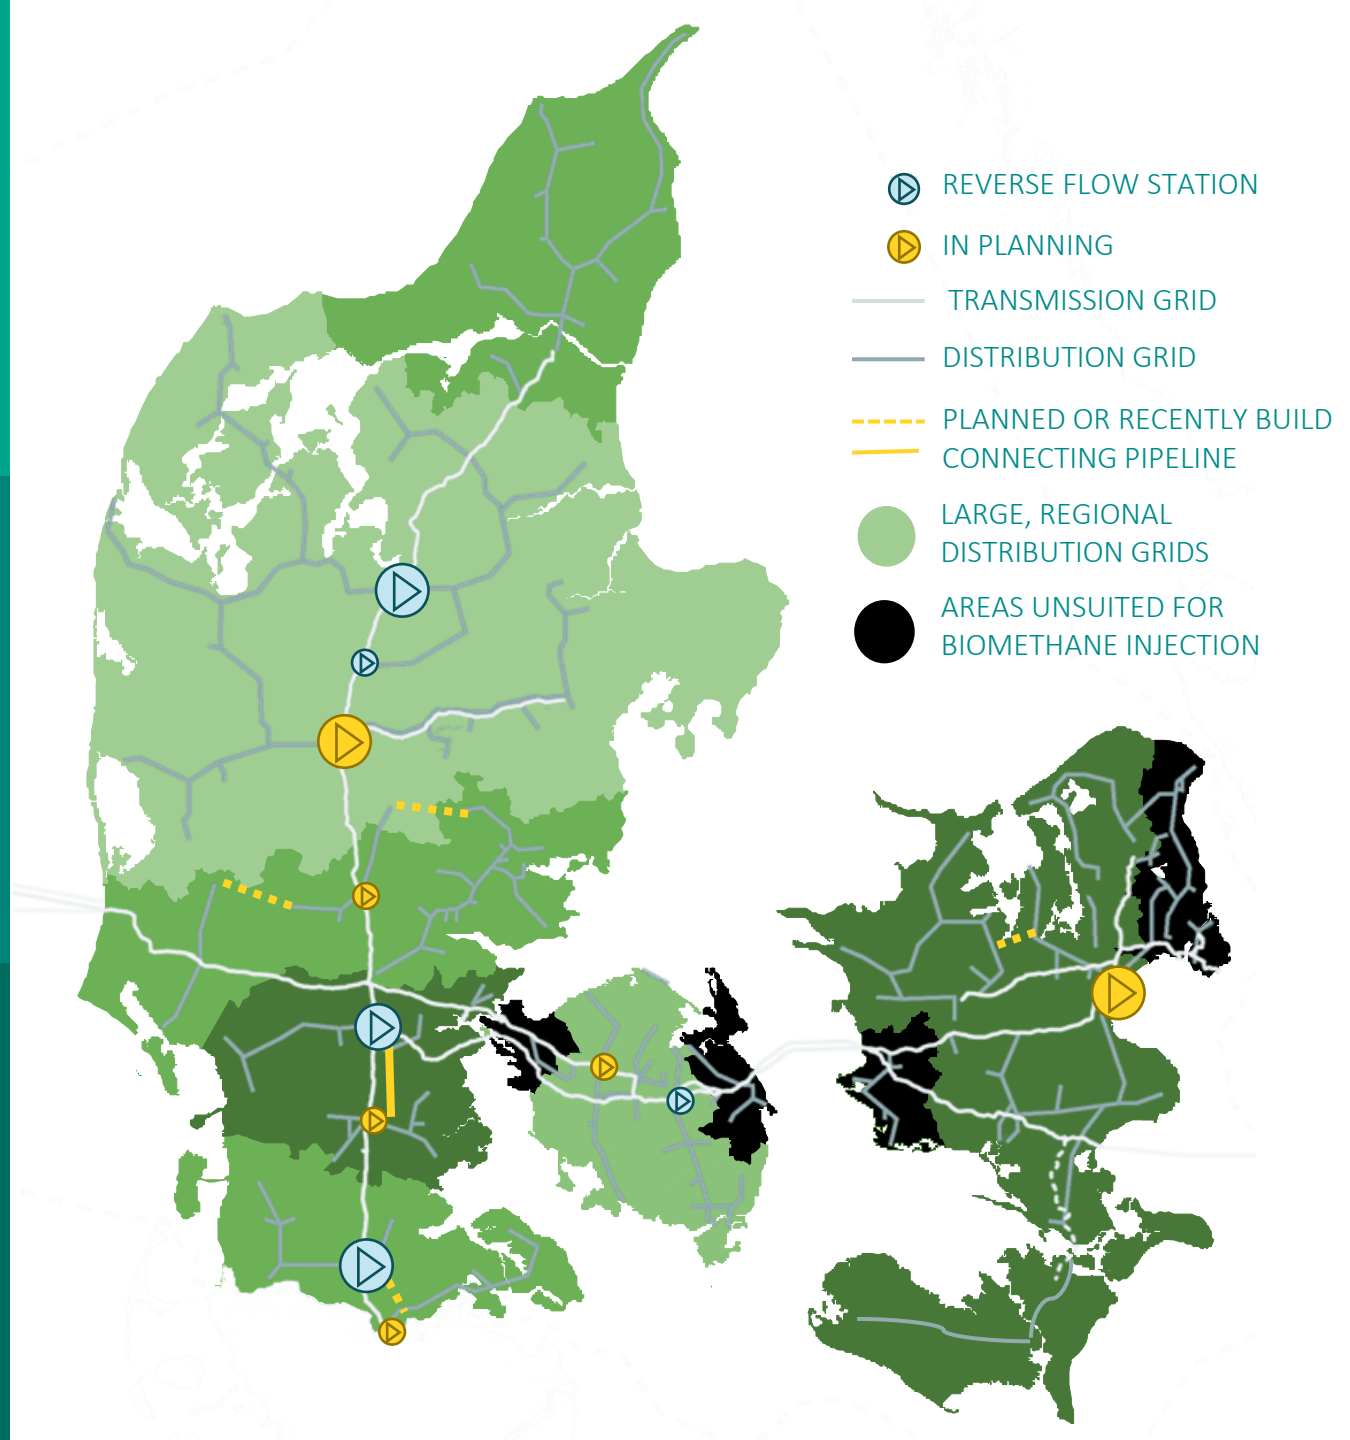 REVERSE FLOW STATION
IN PLANNING
TRANSMISSION GRID
DISTRIBUTION GRID
PLANNED OR RECENTLY BUILD
CONNECTING PIPELINE
LARGE, REGIONAL
DISTRIBUTION GRIDS
AREAS UNSUITED FOR
BIOMETHANE INJECTION